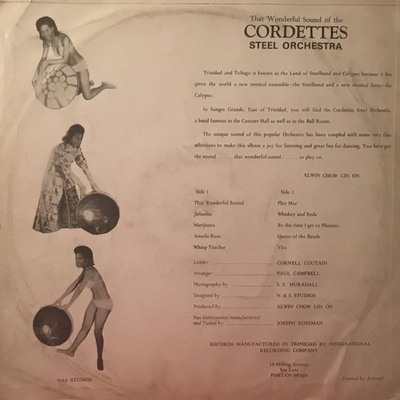 That Wonderful Sound of the
CORDETTES
STEEL ORCHESTRA
Trinidad and Tobago is known as the Land of Steelband and Calypso because it has
given the world a new musical ensemble—the Steelband and a new musical form—the
Calypso.
In Sangre Grande, East of Trinidad, you will find the Cordettes Steel Orchestra,
a band famous in the Concert Hall as well as in the Ball Room.
The unique sound of this popular Orchestra has been coupled with some very fine
selections to make this album a joy for listening and great fun for dancing. You have got
the sound ...... that wonderful sound ...... so play on.
ALWIN CHOW LIN ON
Side 1
That Wonderful Sound
Julianna
Marijuana
Jamella Rosa
Whoop Tracker
Side 2
Play Mas'
Whiskey and Soda
By the time I get to Phoenix
Queen of the Bands
Viva
Leader CORNELL COUTAIN
Arranger PAUL CAMPBELL
Photography by S. S. MURADALI
Designed by N. & S. STUDIOS
Produced by ALWIN CHOW LIN ON
Pan Instruments manufactured
and Tuned by JOSEPH ROSEMAN
RECORDS MANUFACTURED IN TRINIDAD BY INTERNATIONAL
RECORDING COMPANY
Sea Lots
PORT OF SPAIN
N&S STUDIOS